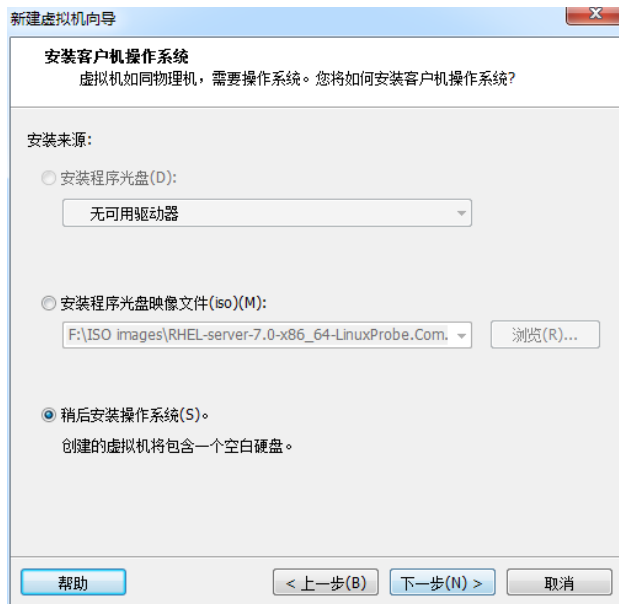 新建虚拟机向导
安装客户机操作系统
虚拟机如同物理机，需要操作系统。您将如何安装客户机操作系统?
安装来源:
安装程序光盘(D):
无可用驱动器
安装程序光盘映像文件(iso)(M):
F:\ISO images\RHEL-server-7.0-x86_64-LinuxProbe.Com.
浏览(R)...
稍后安装操作系统(S)。
创建的虚拟机将包含一个空白硬盘。
帮助
< 上一步(B)
下一步(N) >
取消